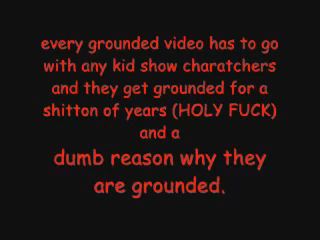 every grounded video has to go
with any kid show charatchers
and they get grounded for a
shitton of years (HOLY FUCK)
and a
dumb reason why they
are grounded.